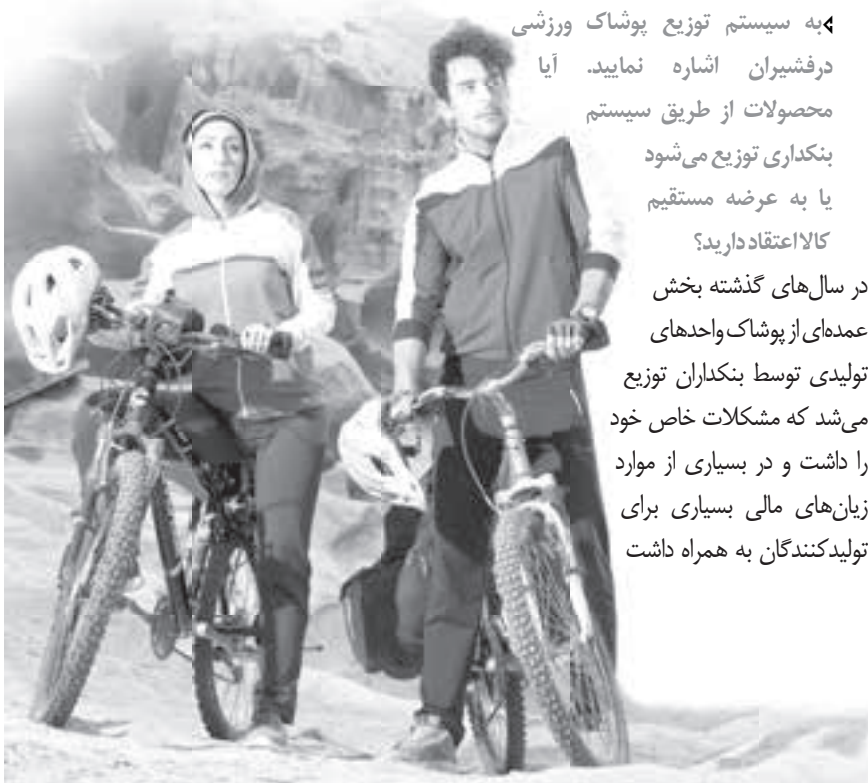 به سیستم توزیع پوشاک ورزشی
درفشیران اشاره نمایید. آیا
محصولات از طریق سیستم
بنکداری توزیع می‌شود
یا به عرضه مستقیم
کالا اعتقاد دارید؟
در سال‌های گذشته بخش
عمده‌ای از پوشاک واحدهای
تولیدی توسط بنکداران توزیع
می‌شد که مشکلات خاص خود
را داشت و در بسیاری از موارد
زیان‌های مالی بسیاری برای
تولیدکنندگان به همراه داشت